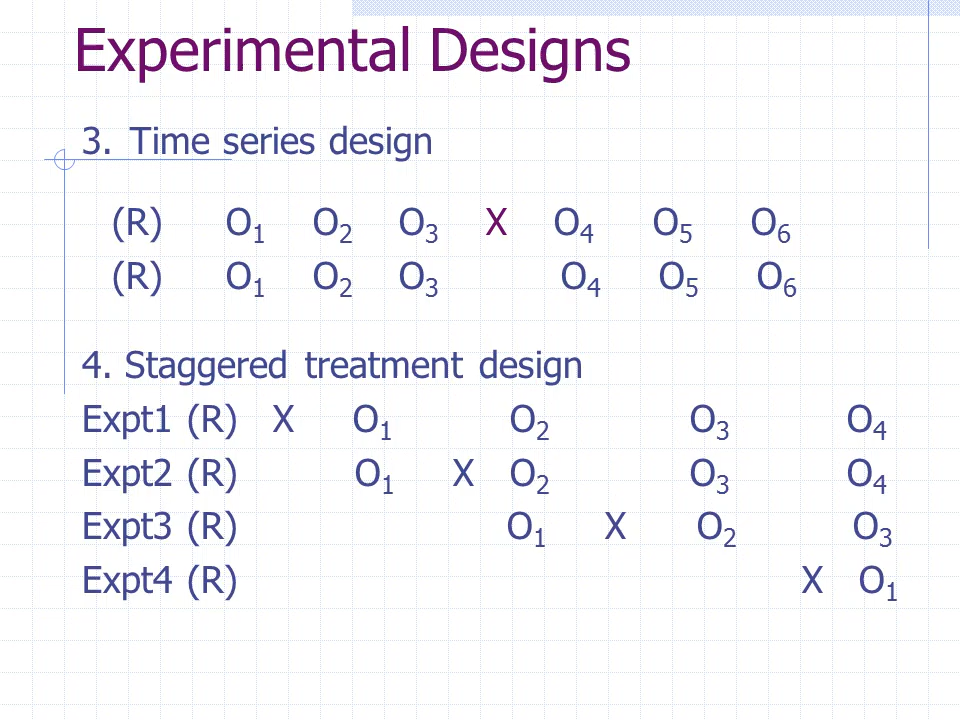 Experimental Designs
3. Time series design
(R) O₁ O₂ O₃ X O₄ O₅ O₆
(R) O₁ O₂ O₃ O₄ O₅ O₆
4. Staggered treatment design
Expt1 (R) X O₁ O₂ O₃ O₄
Expt2 (R) O₁ X O₂ O₃ O₄
Expt3 (R) O₁ X O₂ O₃
Expt4 (R) X O₁